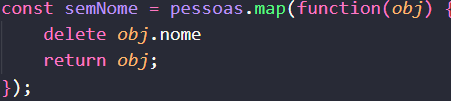 const semNome = pessoas.map(function(obj) {
    delete obj.nome
    return obj;
});